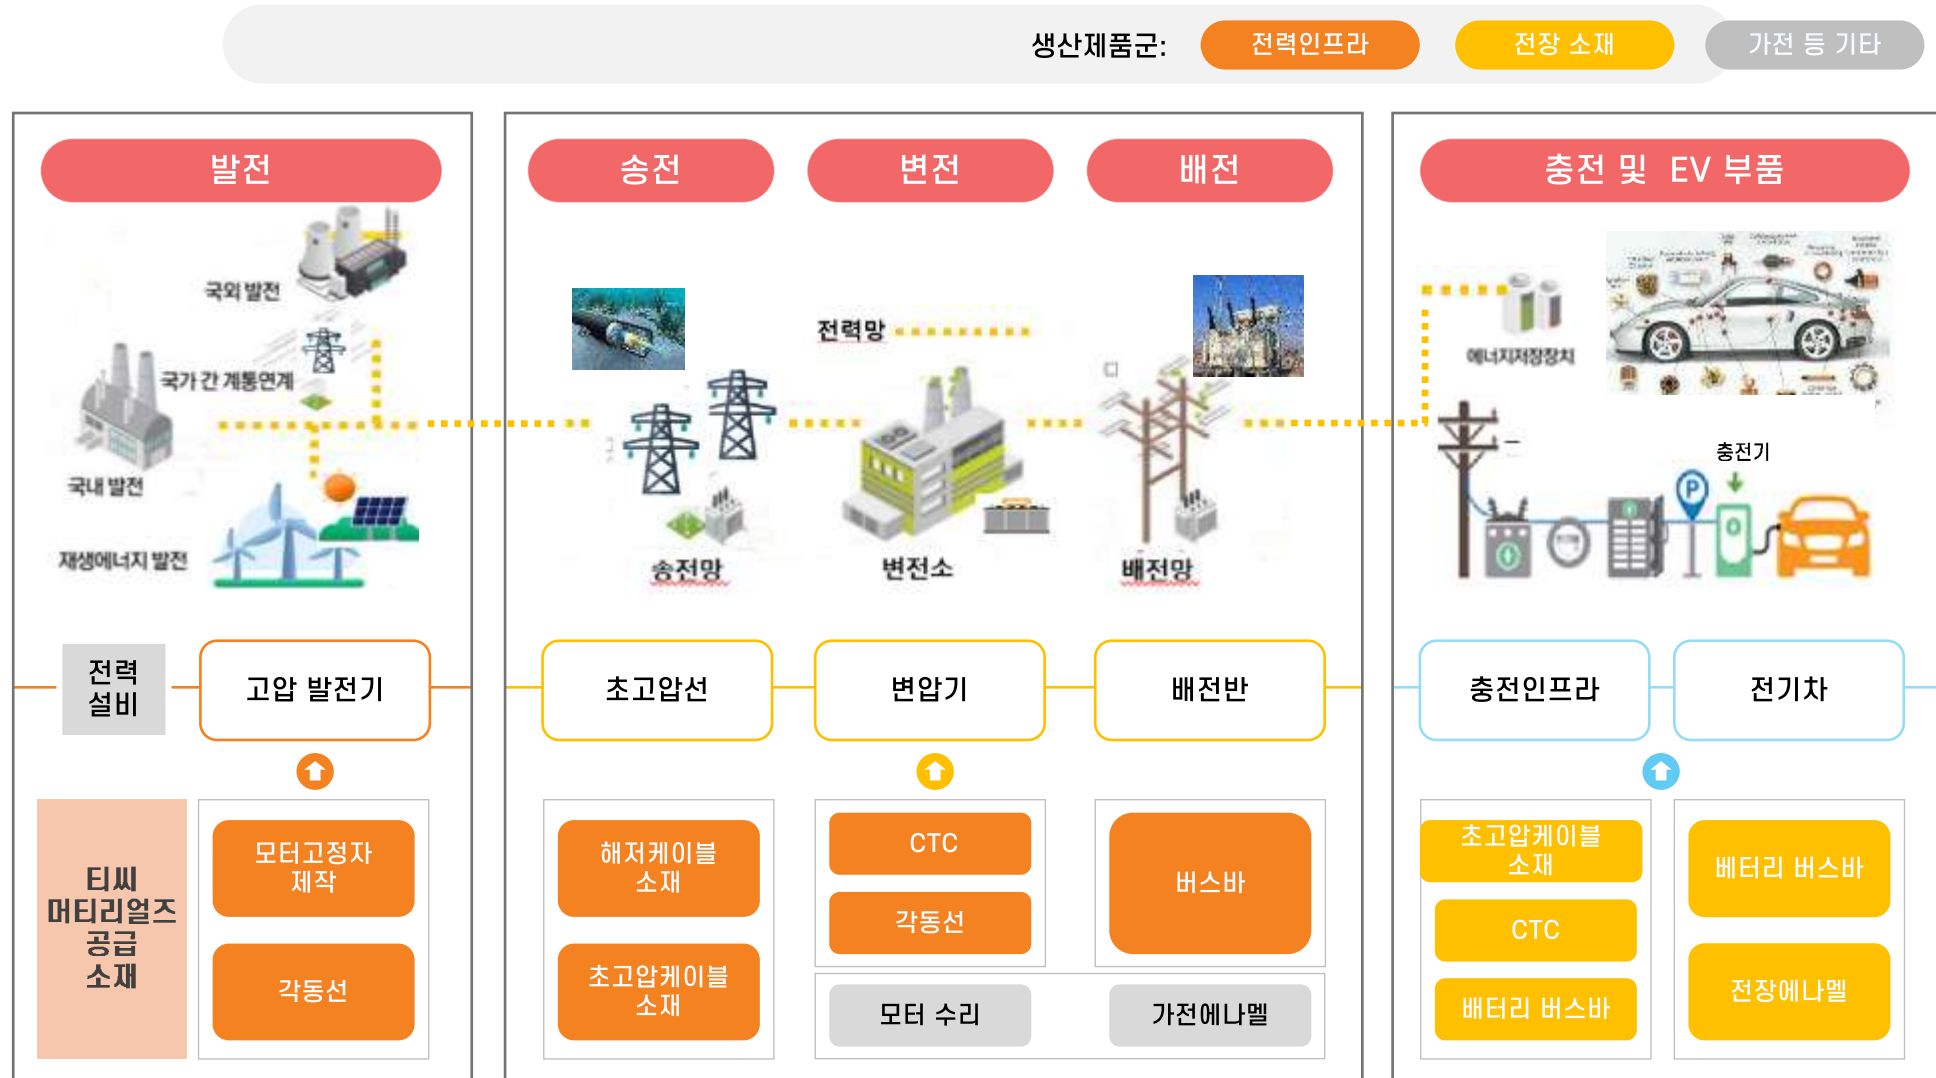 생산제품군:
전력인프라
전장 소재
가전 등 기타
발전
송전
변전
배전
충전 및 EV 부품
국외 발전
국가 간 계통연계
국내 발전
재생에너지 발전
전력망
송전망
변전소
배전망
에너지저장장치
충전기
P
전력
설비
고압 발전기
초고압선
변압기
배전반
충전인프라
전기차
티씨
머티리얼즈
공급
소재
모터고정자
제작
각동선
해저케이블
소재
초고압케이블
소재
CTC
각동선
버스바
모터 수리
가전에나멜
초고압케이블
소재
CTC
배터리 버스바
베터리 버스바
전장에나멜